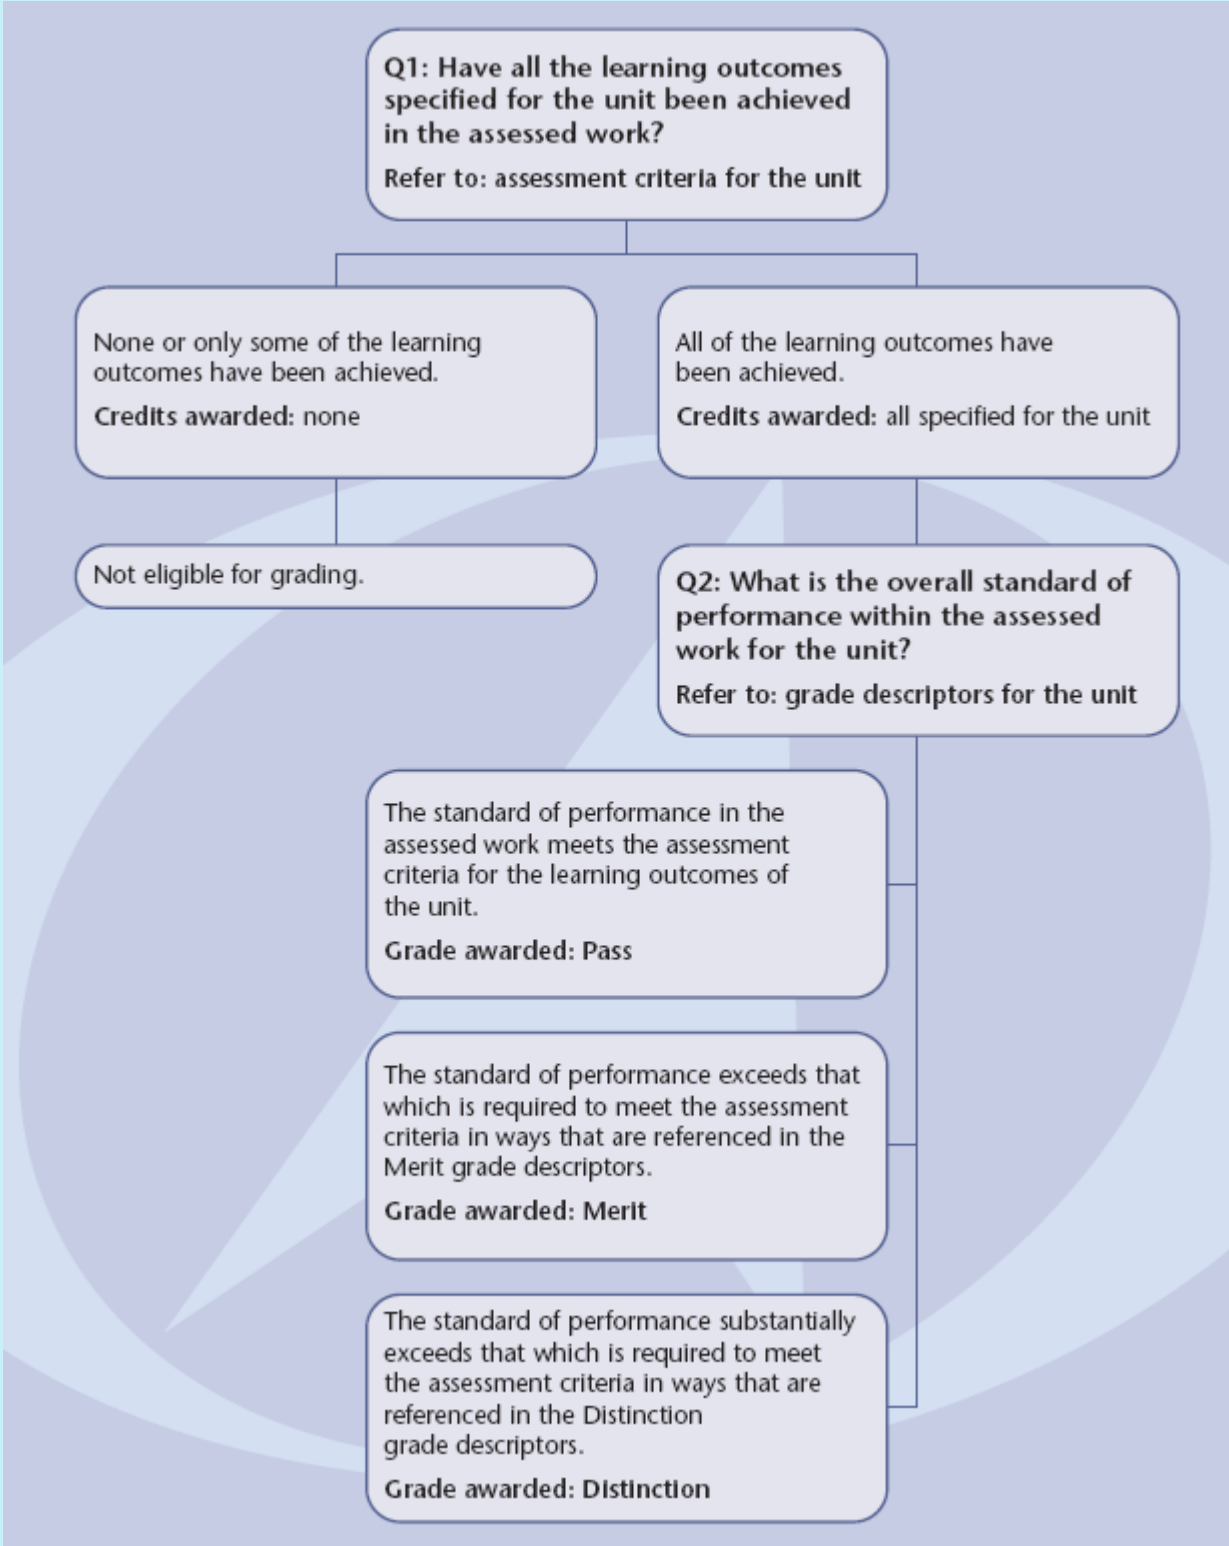 Q1: Have all the learning outcomes
specified for the unit been achieved
in the assessed work?
Refer to: assessment criteria for the unit
None or only some of the learning
outcomes have been achieved.
Credits awarded: none
All of the learning outcomes have
been achieved.
Credits awarded: all specified for the unit
Not eligible for grading.
Q2: What is the overall standard of
performance within the assessed
work for the unit?
Refer to: grade descriptors for the unit
The standard of performance in the
assessed work meets the assessment
criteria for the learning outcomes of
the unit.
Grade awarded: Pass
The standard of performance exceeds that
which is required to meet the assessment
criteria in ways that are referenced in the
Merit grade descriptors.
Grade awarded: Merit
The standard of performance substantially
exceeds that which is required to meet
the assessment criteria in ways that are
referenced in the Distinction
grade descriptors.
Grade awarded: Distinction